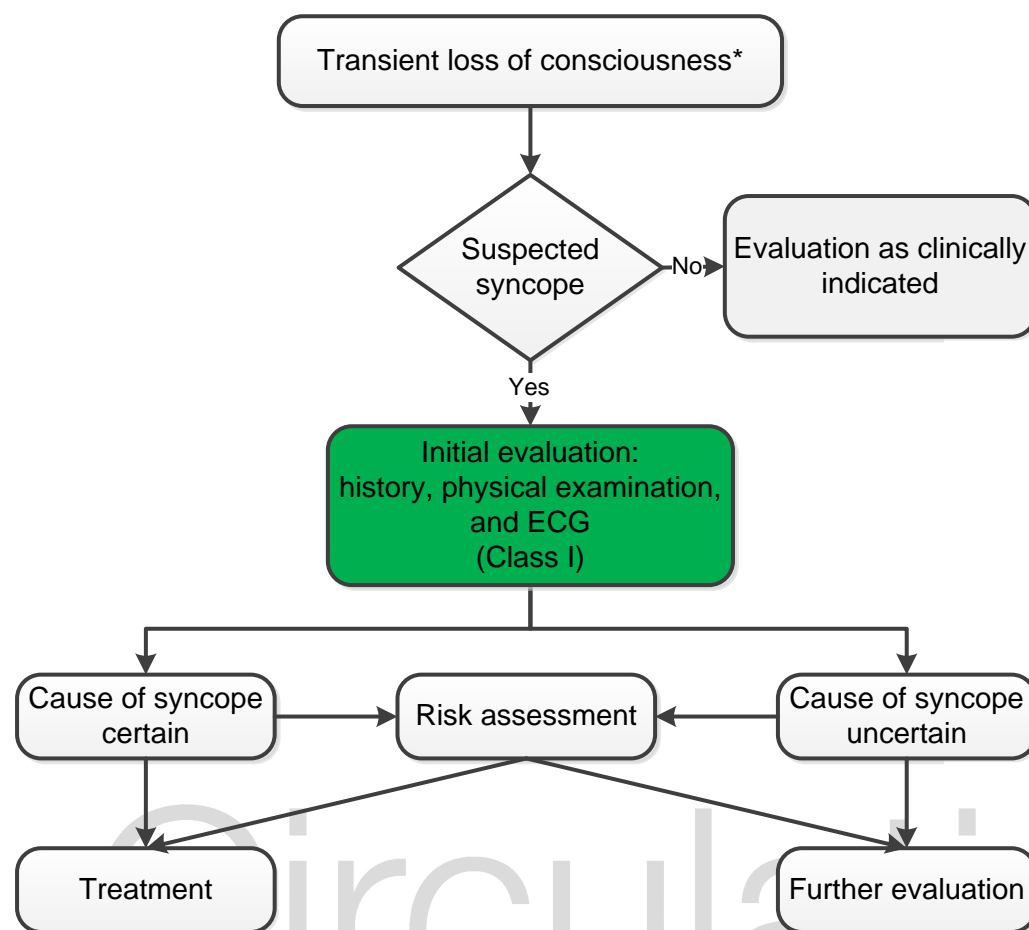 Transient loss of consciousness*
Suspected
syncope
No
Evaluation as clinically
indicated
Yes
Initial evaluation:
history, physical examination,
and ECG
(Class I)
Cause of syncope
certain
Risk assessment
Cause of syncope
uncertain
Treatment
Further evaluation